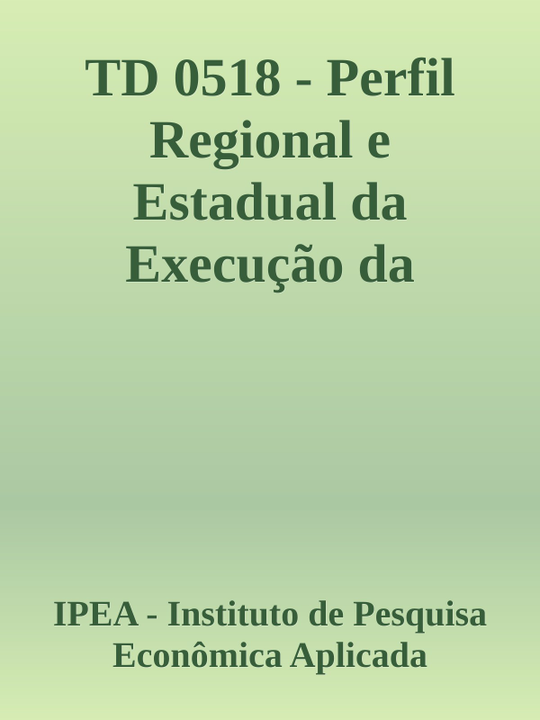 TD 0518 - Perfil
Regional e
Estadual da
Execução da
IPEA - Instituto de Pesquisa
Econômica Aplicada